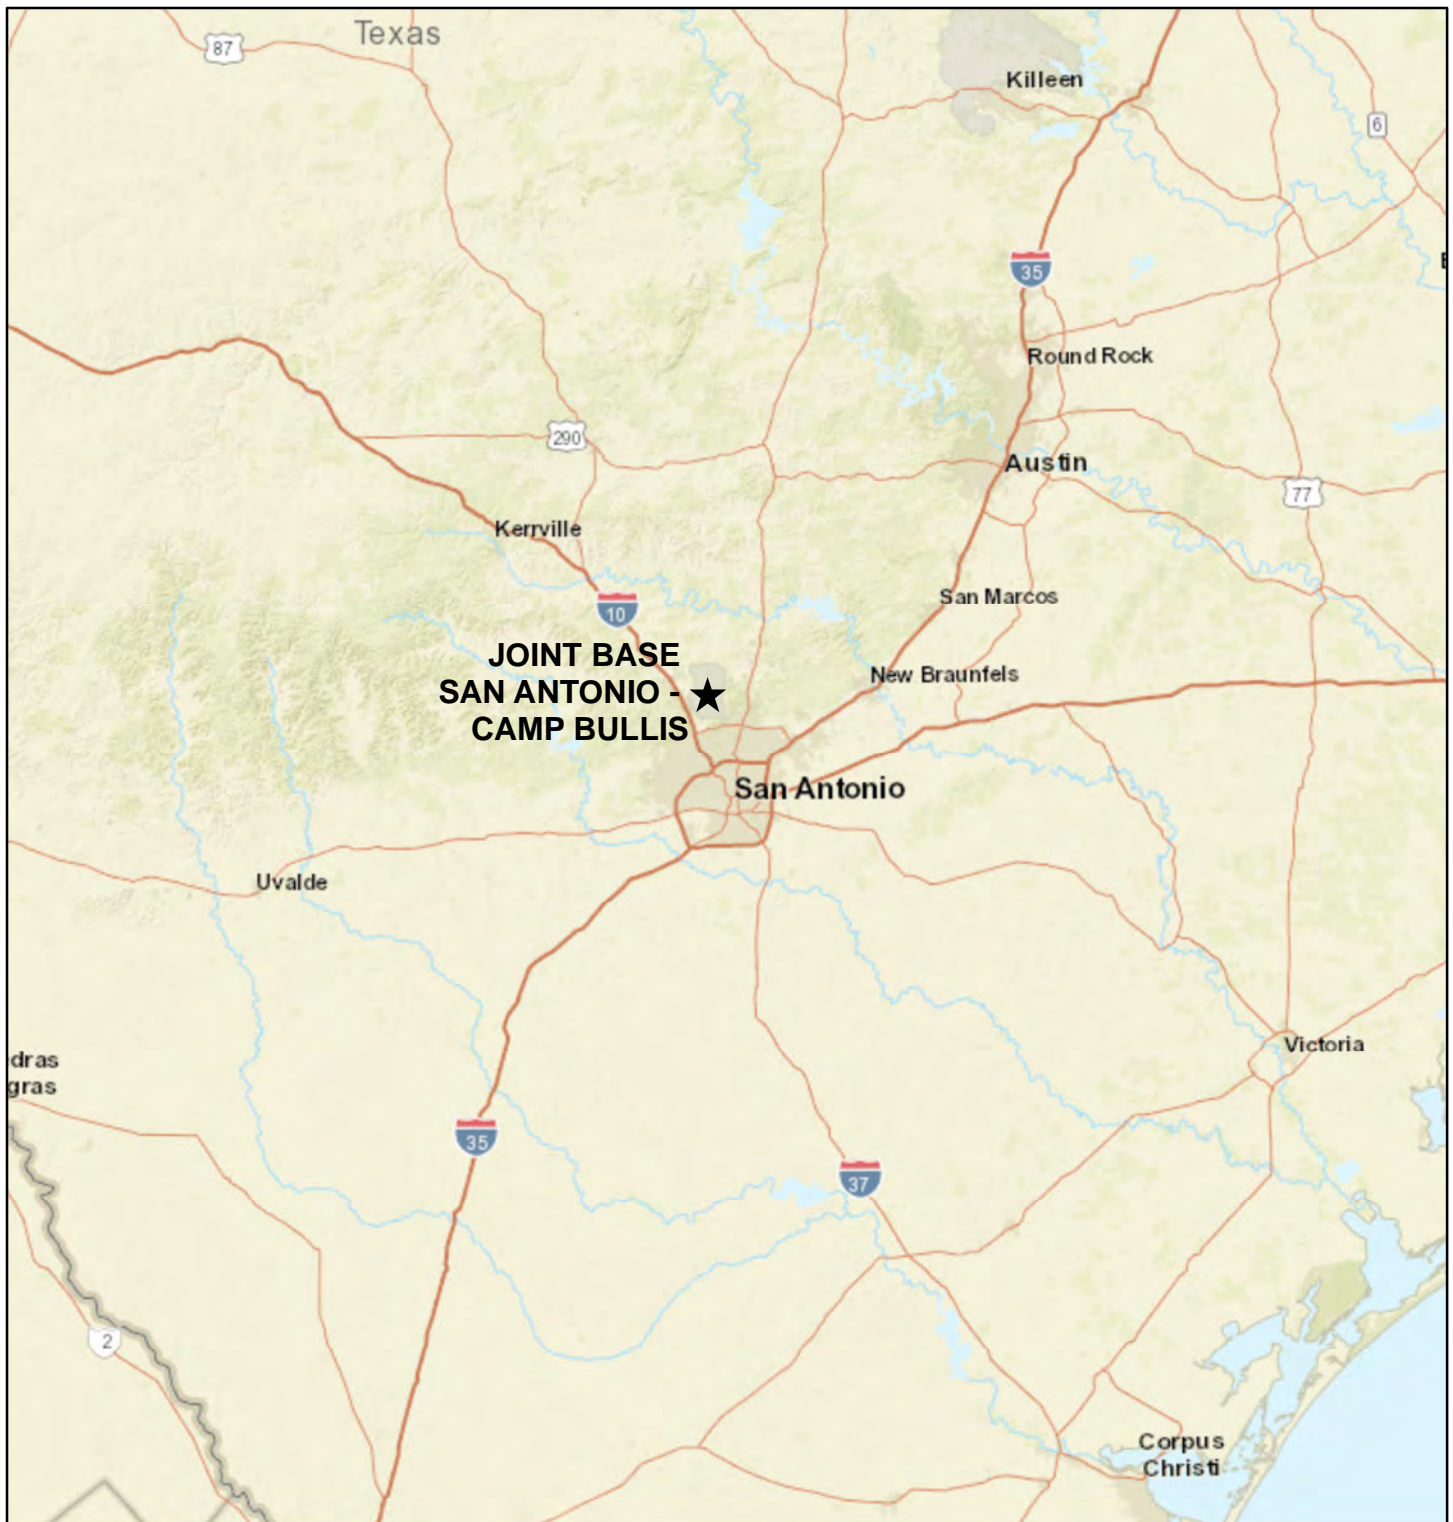 Texas
87
Killeen
6
35
Round Rock
290
Austin
77
Kerrville
San Marcos
10
JOINT BASE
SAN ANTONIO -
CAMP BULLIS
New Braunfels
San Antonio
Uvalde
Victoria
dras
gras
35
37
2
Corpus
Christi